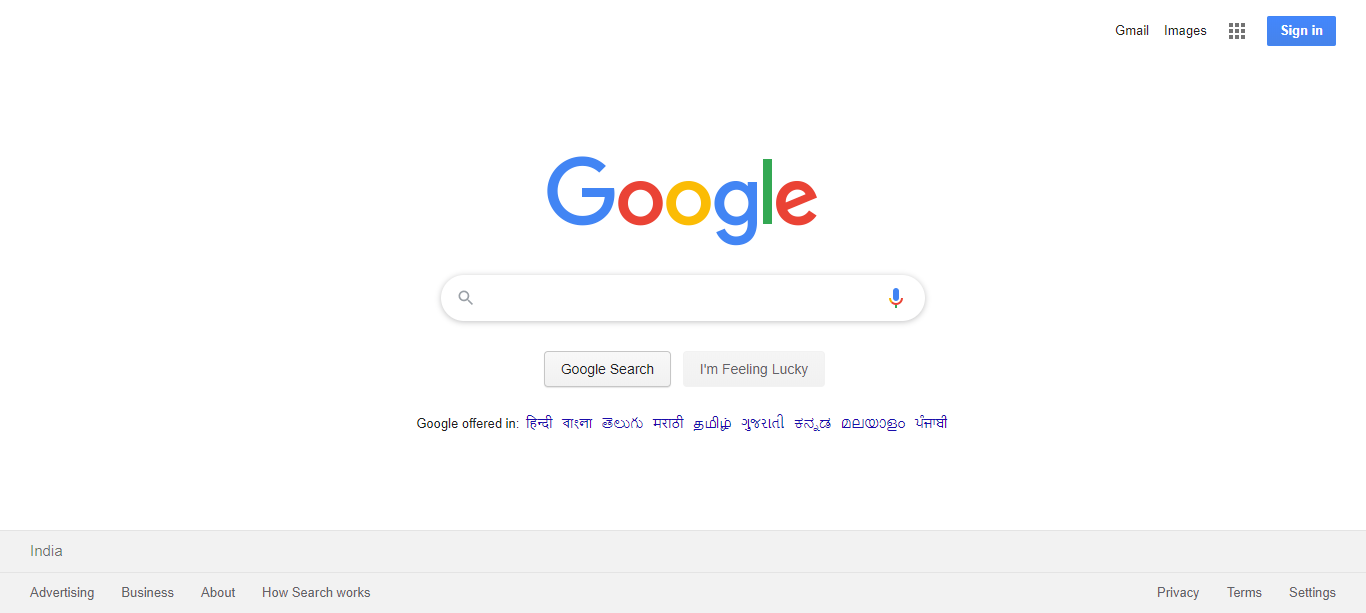 Gmail Images Sign in
Google
Google Search I'm Feeling Lucky
Google offered in: हिन्दी বাংলা తెలుగు मराठी தமிழ் ગુજરાતી ಕನ್ನಡ മലയാളം ਪੰਜਾਬੀ
India
Advertising Business About How Search works Privacy Terms Settings